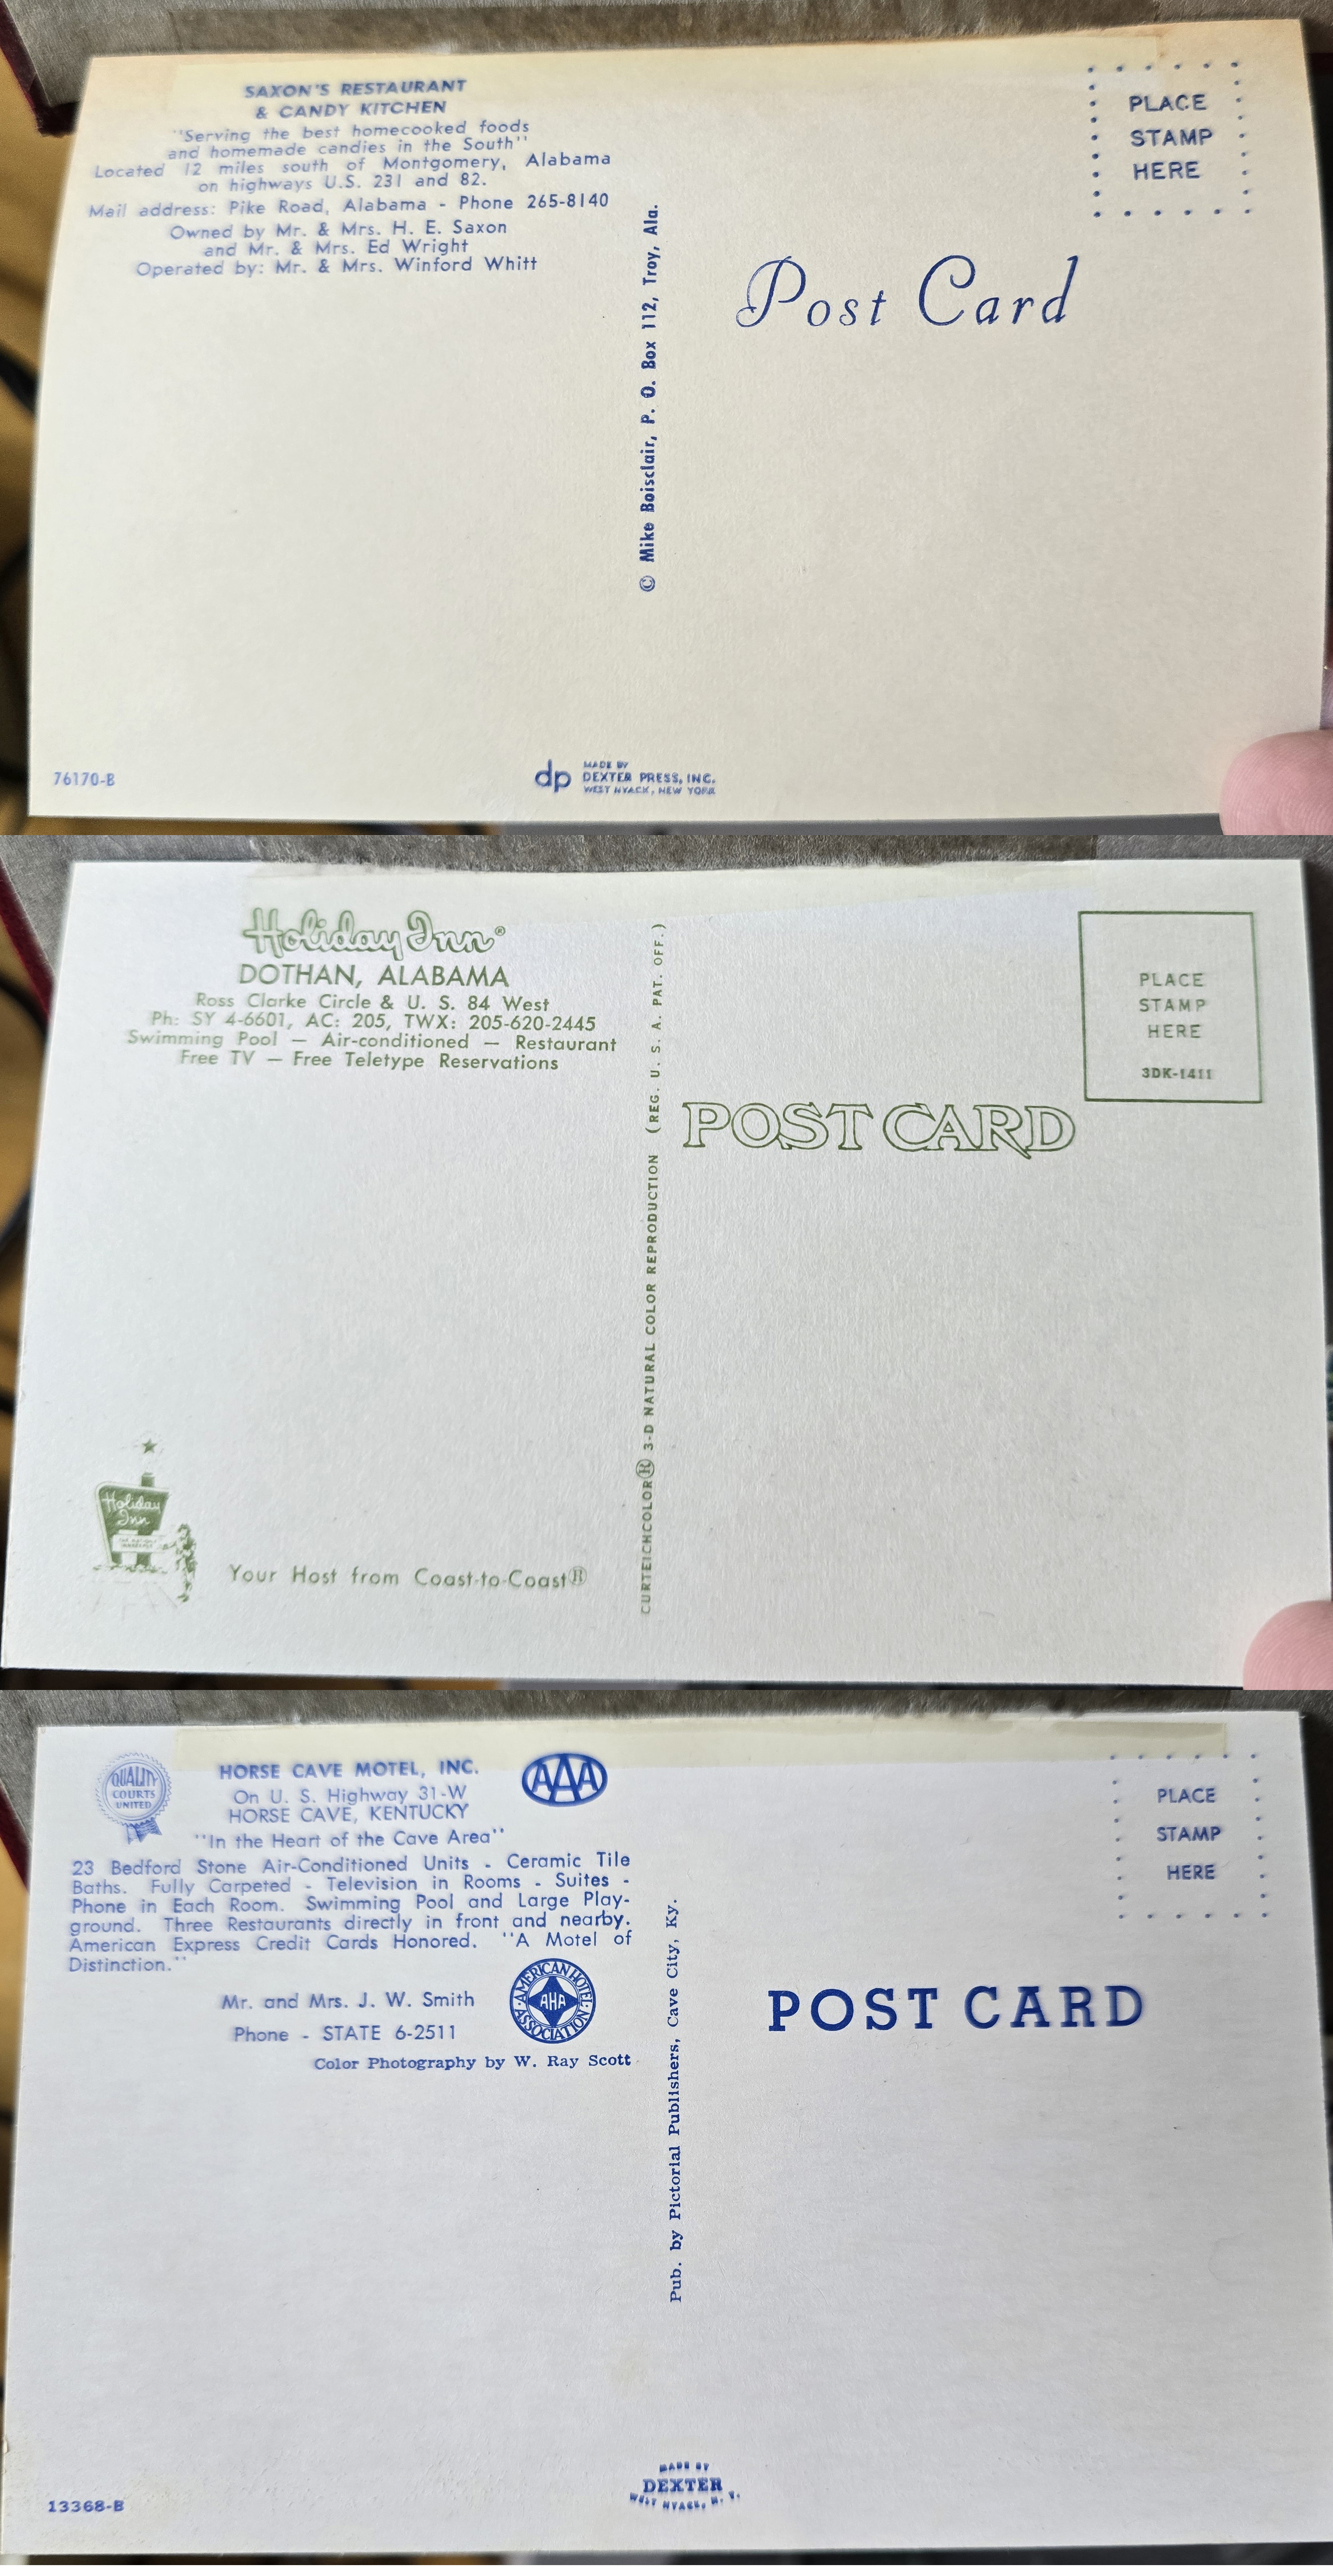 SAXON'S RESTAURANT
& CANDY KITCHEN
"Serving the best homecooked foods
and homemade candies in the South"
Located 12 miles south of Montgomery, Alabama
on highways U.S. 231 and 82.
Mail address: Pike Road, Alabama - Phone 265-8140
Owned by Mr. & Mrs. H. E. Saxon
and Mr. & Mrs. Ed Wright
Operated by: Mr. & Mrs. Winford Whitt
76170-B
© Mike Boisclair, P. O. Box 112, Troy, Ala.
dp MADE BY
DEXTER PRESS, INC.
WEST NYACK, NEW YORK
PLACE
STAMP
HERE
Post Card
Holiday Inn®
DOTHAN, ALABAMA
Ross Clarke Circle & U. S. 84 West
Ph: SY 4-6601, AC: 205, TWX: 205-620-2445
Swimming Pool — Air-conditioned — Restaurant
Free TV — Free Teletype Reservations
Holiday
Inn
Your Host from Coast-to-Coast®
CURTEICHCOLOR® 3-D NATURAL COLOR REPRODUCTION (REG. U. S. A. PAT. OFF.)
PLACE
STAMP
HERE
3DK-1411
POST CARD
QUALITY
COURTS
UNITED
HORSE CAVE MOTEL, INC.
On U. S. Highway 31-W
HORSE CAVE, KENTUCKY
"In the Heart of the Cave Area"
AAA
23 Bedford Stone Air-Conditioned Units - Ceramic Tile
Baths. Fully Carpeted - Television in Rooms - Suites -
Phone in Each Room. Swimming Pool and Large Play-
ground. Three Restaurants directly in front and nearby.
American Express Credit Cards Honored. "A Motel of
Distinction."
Mr. and Mrs. J. W. Smith
Phone - STATE 6-2511
AMERICAN HOTEL ASSOCIATION
AHA
Color Photography by W. Ray Scott
13368-B
Pub. by Pictorial Publishers, Cave City, Ky.
MADE BY
DEXTER
WEST NYACK, N. Y.
PLACE
STAMP
HERE
POST CARD